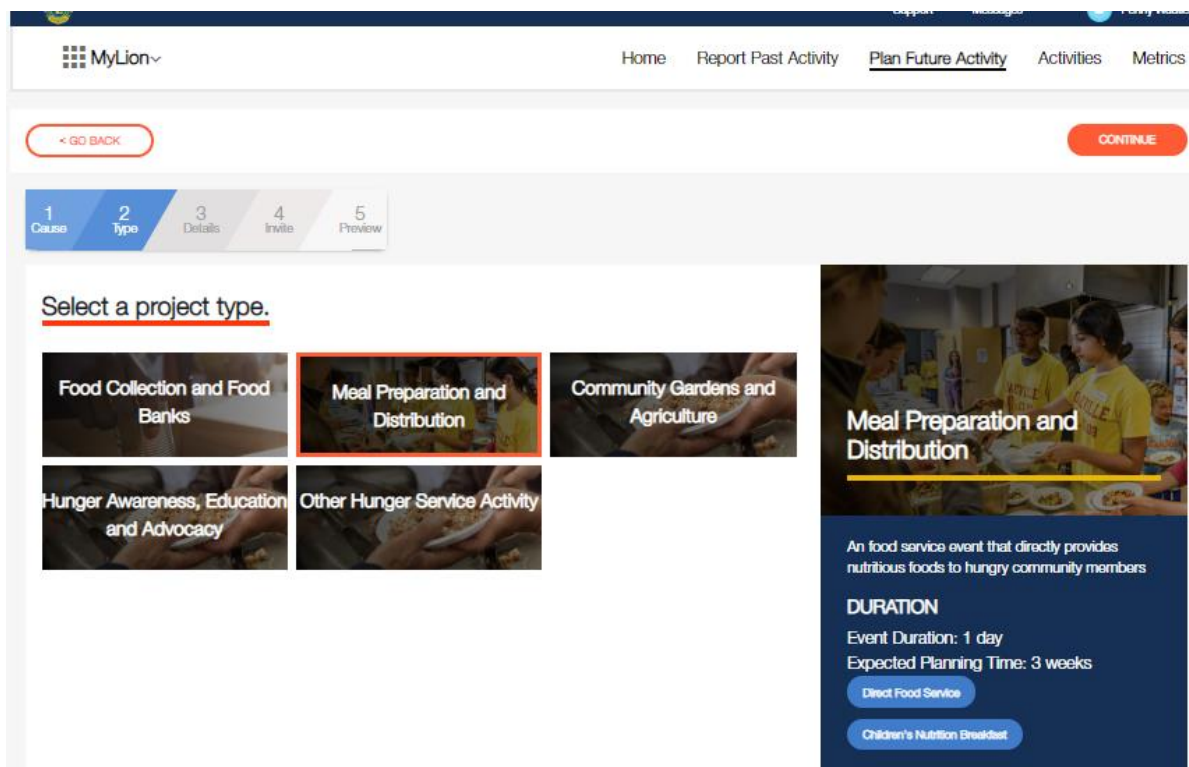 Support Messages
MyLion
Home Report Past Activity Plan Future Activity Activities Metrics
< GO BACK
CONTINUE
1 2 3 4 5
Cause Type Details Invite Preview
Select a project type.
Food Collection and Food
Banks
Meal Preparation and
Distribution
Community Gardens and
Agriculture
Hunger Awareness, Education
and Advocacy
Other Hunger Service Activity
Meal Preparation and
Distribution
An food service event that directly provides
nutritious foods to hungry community members
DURATION
Event Duration: 1 day
Expected Planning Time: 3 weeks
Direct Food Service
Children's Nutrition Breakfast